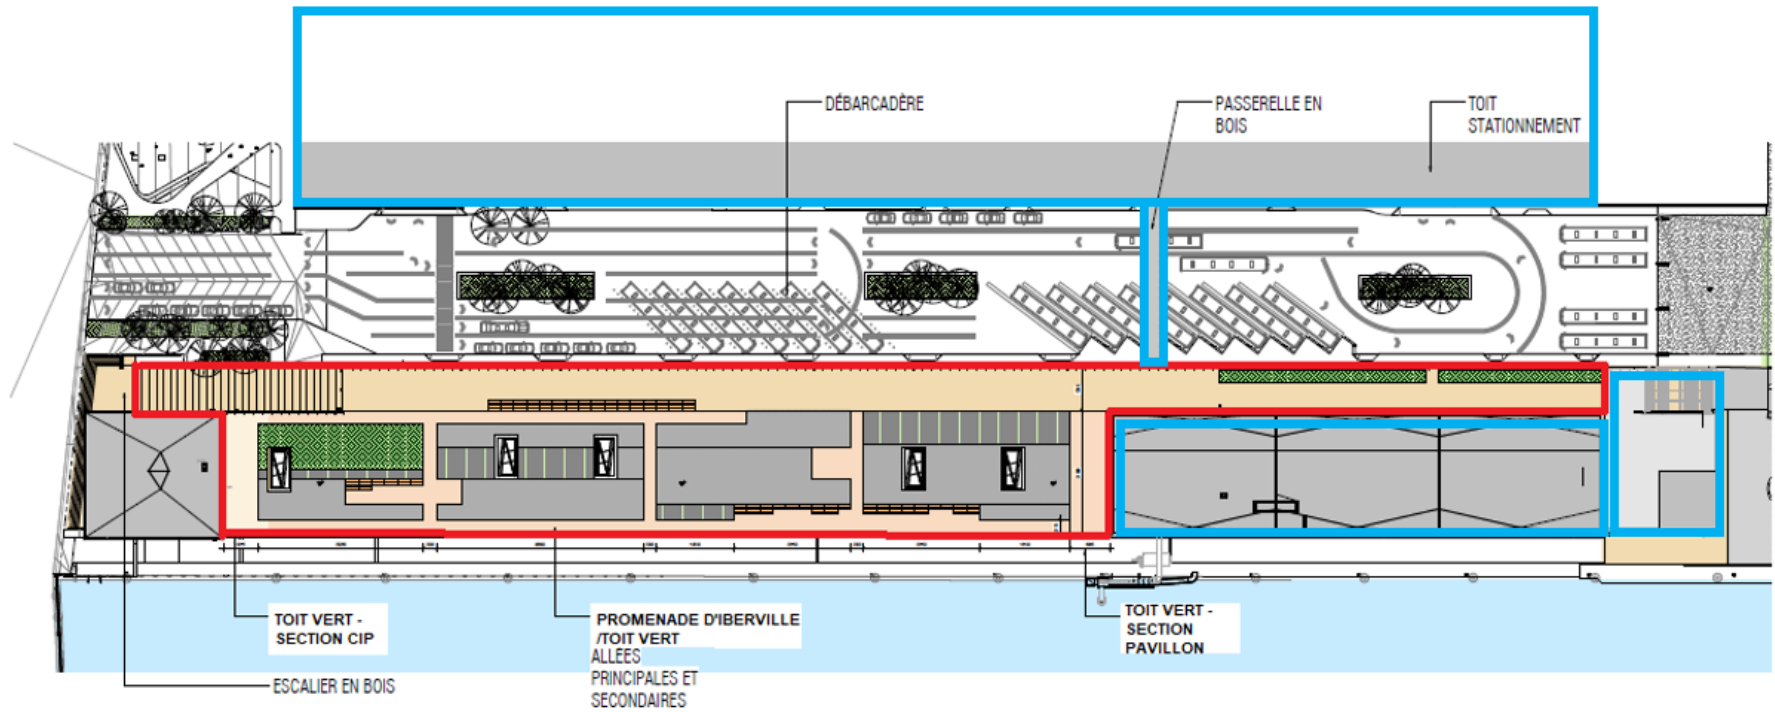 DÉBARCADÈRE
PASSERELLE EN
BOIS
TOIT
STATIONNEMENT
TOIT VERT -
SECTION CIP
PROMENADE D'IBERVILLE
/TOIT VERT
ALLÉES
PRINCIPALES ET
SECONDAIRES
TOIT VERT -
SECTION
PAVILLON
ESCALIER EN BOIS